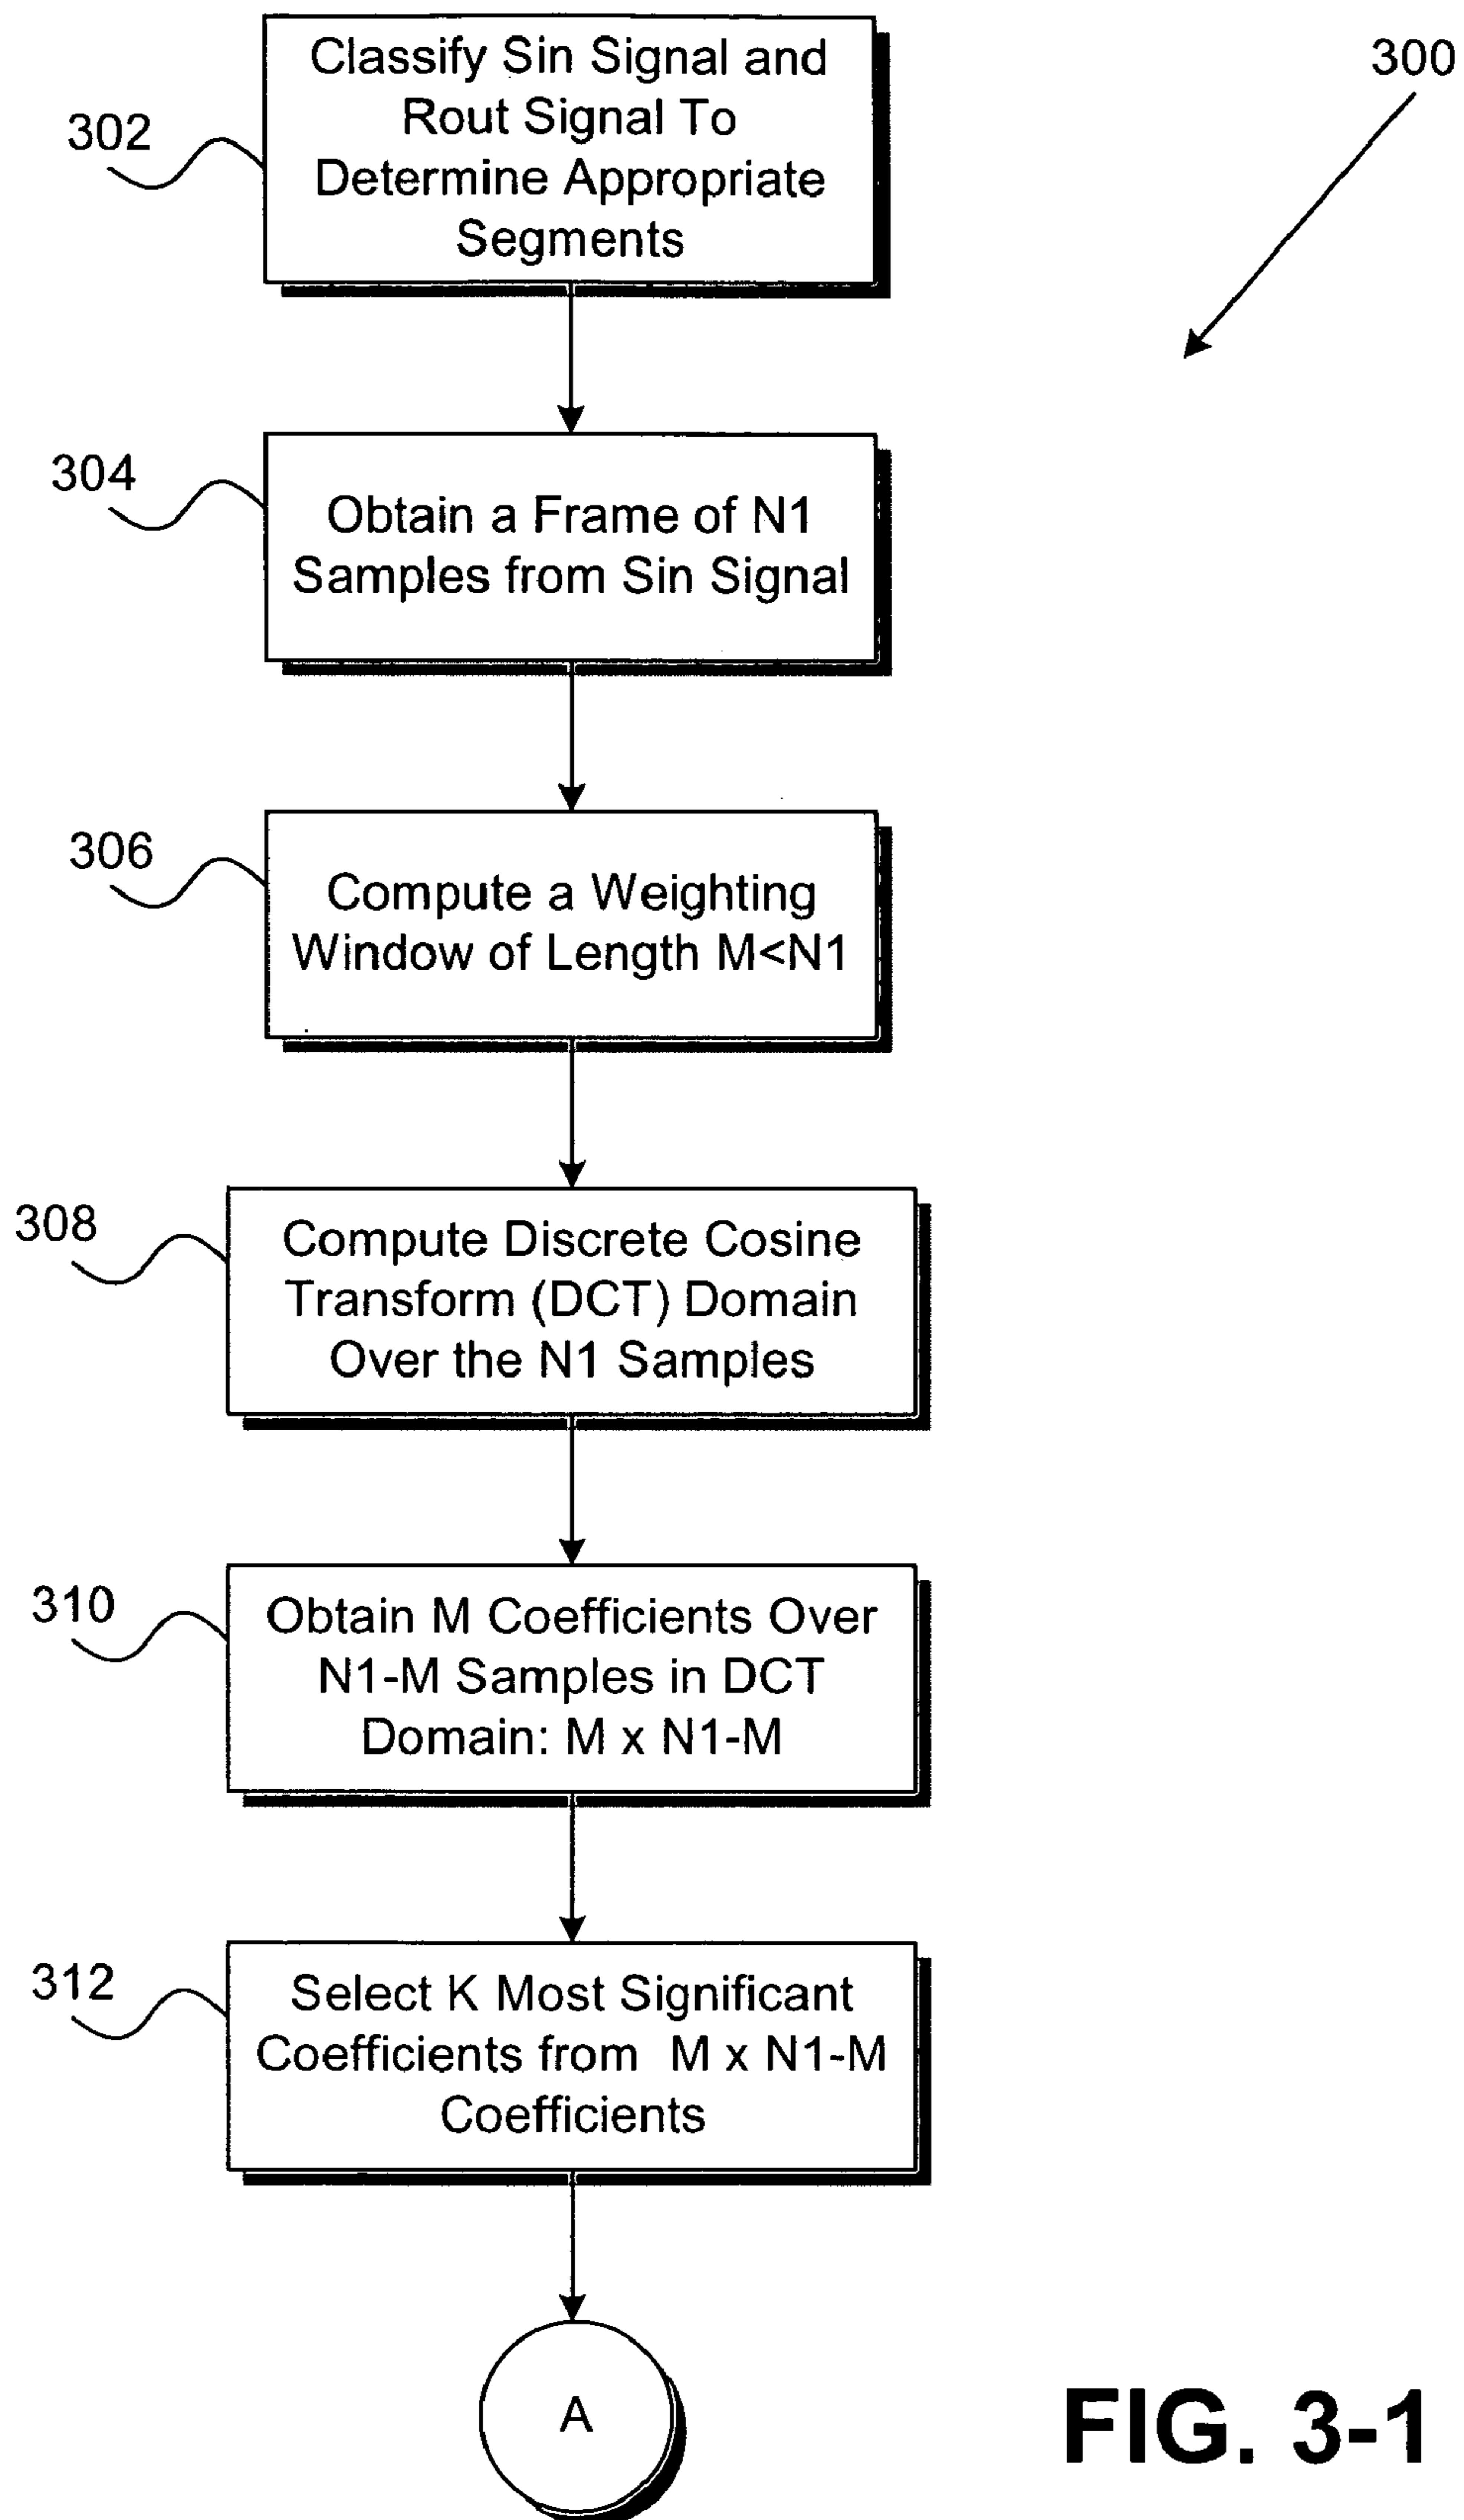 300
302
Classify Sin Signal and
Rout Signal To
Determine Appropriate
Segments
304
Obtain a Frame of N1
Samples from Sin Signal
306
Compute a Weighting
Window of Length M<N1
308
Compute Discrete Cosine
Transform (DCT) Domain
Over the N1 Samples
310
Obtain M Coefficients Over
N1-M Samples in DCT
Domain: M x N1-M
312
Select K Most Significant
Coefficients from M x N1-M
Coefficients
A
FIG. 3-1